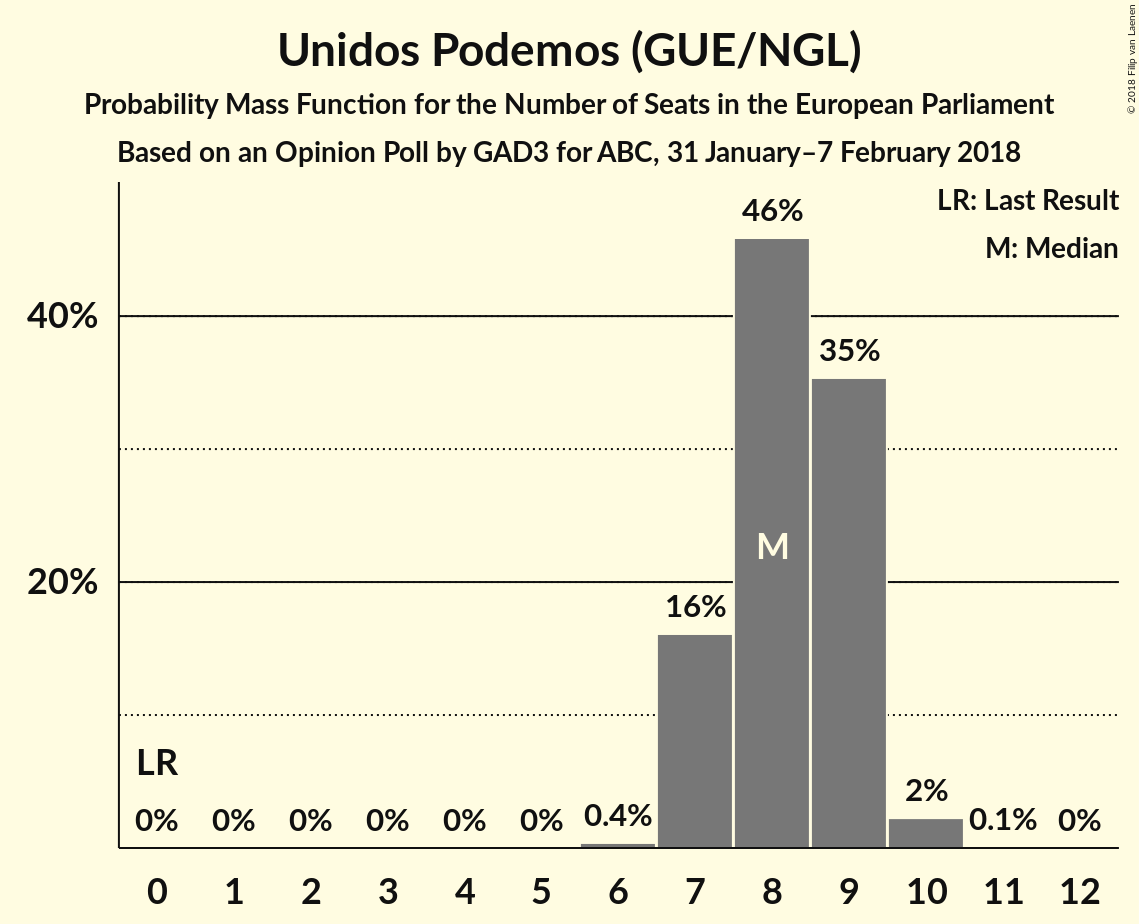 Unidos Podemos (GUE/NGL)
Probability Mass Function for the Number of Seats in the European Parliament
Based on an Opinion Poll by GAD3 for ABC, 31 January–7 February 2018
© 2018 Filip van Laenen
LR: Last Result
M: Median
46%
40%
35%
M
20%
16%
LR
0% 0% 0% 0% 0% 0% 0.4% 2% 0.1% 0%
0 1 2 3 4 5 6 7 8 9 10 11 12